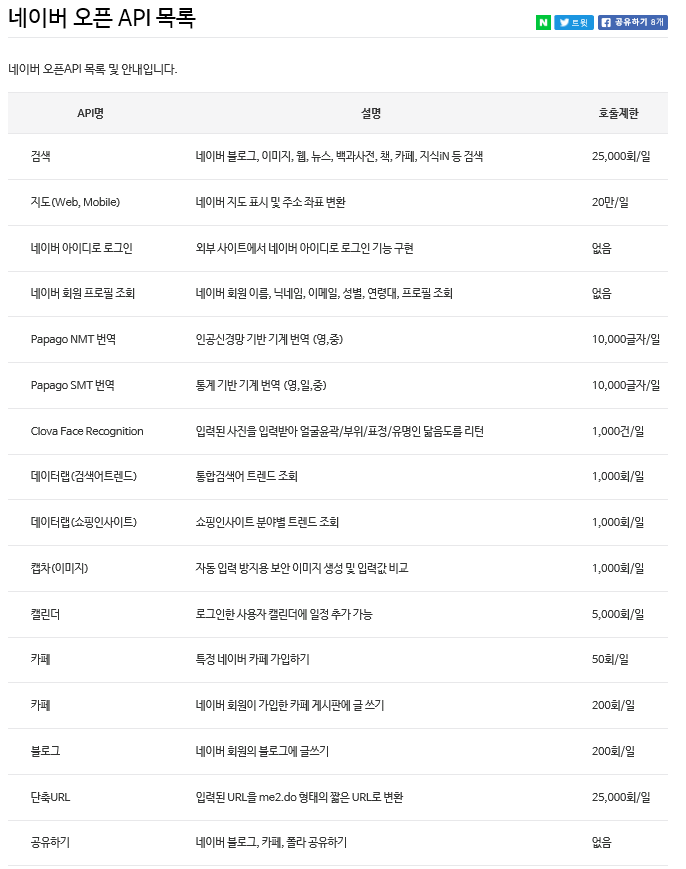 네이버 오픈 API 목록
N 트윗 공유하기 8개
네이버 오픈API 목록 및 안내입니다.
API명 설명 호출제한
검색 네이버 블로그, 이미지, 웹, 뉴스, 백과사전, 책, 카페, 지식iN 등 검색 25,000회/일
지도(Web, Mobile) 네이버 지도 표시 및 주소 좌표 변환 20만/일
네이버 아이디로 로그인 외부 사이트에서 네이버 아이디로 로그인 기능 구현 없음
네이버 회원 프로필 조회 네이버 회원 이름, 닉네임, 이메일, 성별, 연령대, 프로필 조회 없음
Papago NMT 번역 인공신경망 기반 기계 번역 (영,중) 10,000글자/일
Papago SMT 번역 통계 기반 기계 번역 (영,일,중) 10,000글자/일
Clova Face Recognition 입력된 사진을 입력받아 얼굴윤곽/부위/표정/유명인 닮음도를 리턴 1,000건/일
데이터랩(검색어트렌드) 통합검색어 트렌드 조회 1,000회/일
데이터랩(쇼핑인사이트) 쇼핑인사이트 분야별 트렌드 조회 1,000회/일
캡차(이미지) 자동 입력 방지용 보안 이미지 생성 및 입력값 비교 1,000회/일
캘린더 로그인한 사용자 캘린더에 일정 추가 가능 5,000회/일
카페 특정 네이버 카페 가입하기 50회/일
카페 네이버 회원이 가입한 카페 게시판에 글 쓰기 200회/일
블로그 네이버 회원의 블로그에 글쓰기 200회/일
단축URL 입력된 URL을 me2.do 형태의 짧은 URL로 변환 25,000회/일
공유하기 네이버 블로그, 카페, 폴라 공유하기 없음